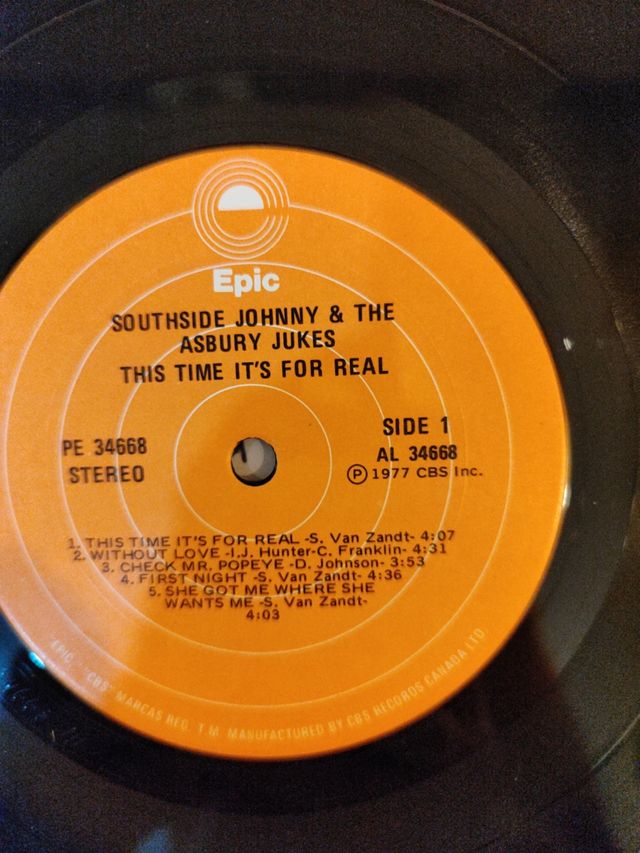 Epic
SOUTHSIDE JOHNNY & THE
ASBURY JUKES
THIS TIME IT'S FOR REAL
PE 34668
STEREO
SIDE 1
AL 34668
Ⓟ 1977 CBS Inc.
1. THIS TIME IT'S FOR REAL -S. Van Zandt- 4:07
2. WITHOUT LOVE -I.J. Hunter-C. Franklin- 4:31
3. CHECK MR. POPEYE -D. Johnson- 3:53
4. FIRST NIGHT -S. Van Zandt- 4:36
5. SHE GOT ME WHERE SHE
WANTS ME -S. Van Zandt-
4:03
EPIC, "CBS" MARCAS REG. T.M. MANUFACTURED BY CBS RECORDS CANADA LTD